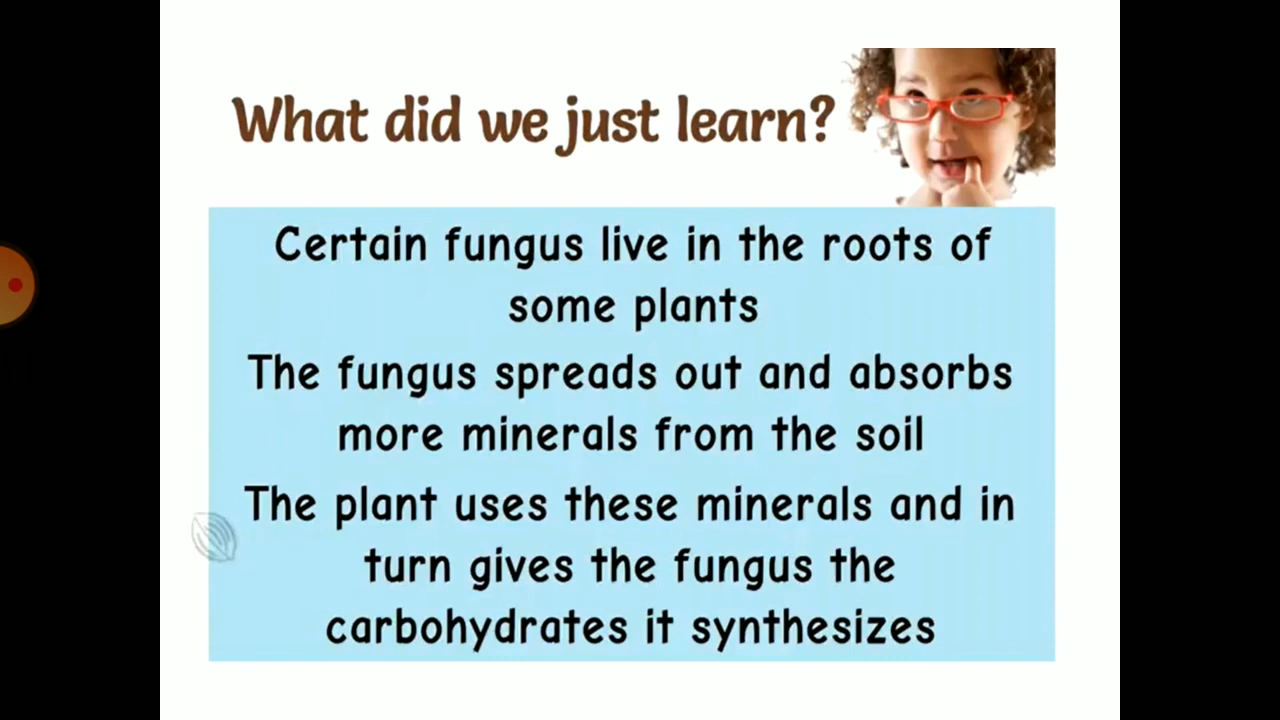 What did we just learn?
Certain fungus live in the roots of
some plants
The fungus spreads out and absorbs
more minerals from the soil
The plant uses these minerals and in
turn gives the fungus the
carbohydrates it synthesizes